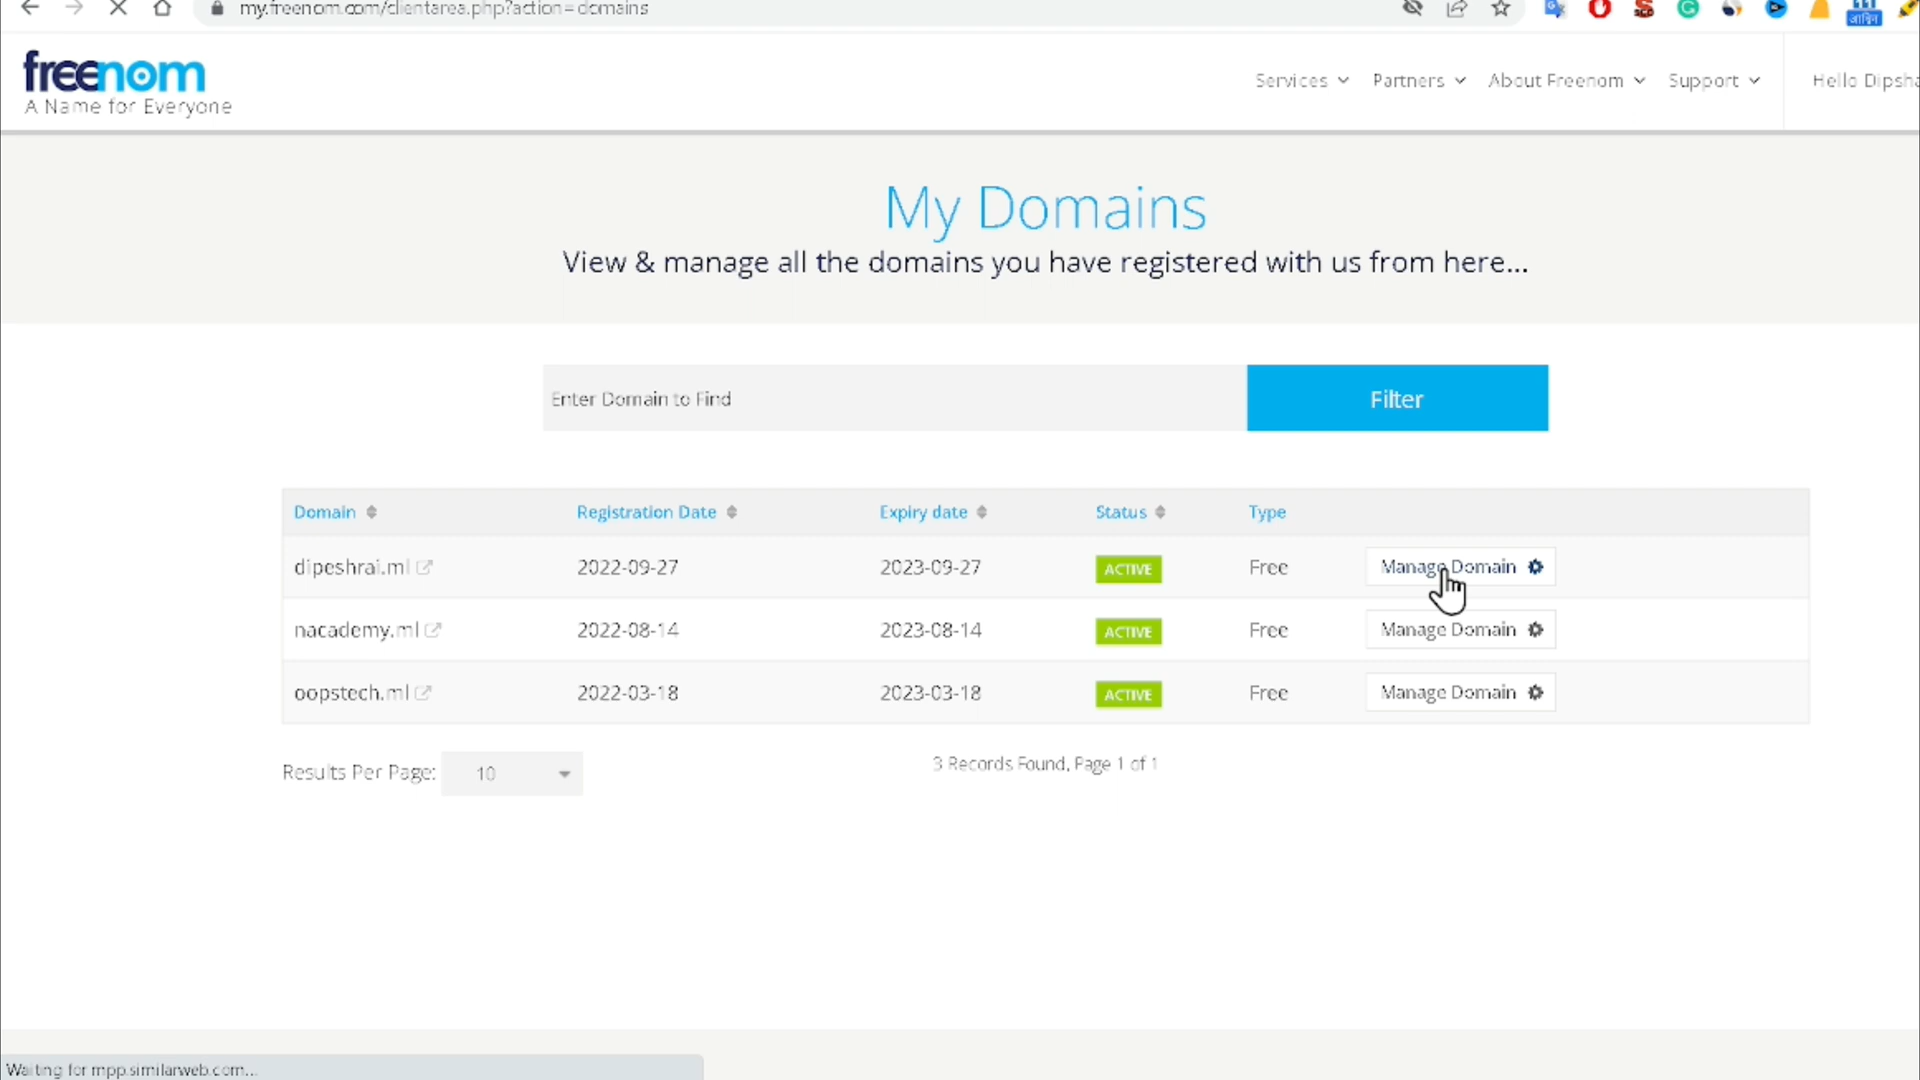 my.freenom.com/clientarea.php?action=domains
freenom
A Name for Everyone
Services Partners About Freenom Support Hello Dipsha
My Domains
View & manage all the domains you have registered with us from here...
Enter Domain to Find Filter
Domain Registration Date Expiry date Status Type
dipeshrai.ml 2022-09-27 2023-09-27 ACTIVE Free Manage Domain
nacademy.ml 2022-08-14 2023-08-14 ACTIVE Free Manage Domain
oopstech.ml 2022-03-18 2023-03-18 ACTIVE Free Manage Domain
Results Per Page: 10 3 Records Found, Page 1 of 1
Waiting for mpp.similarweb.com...